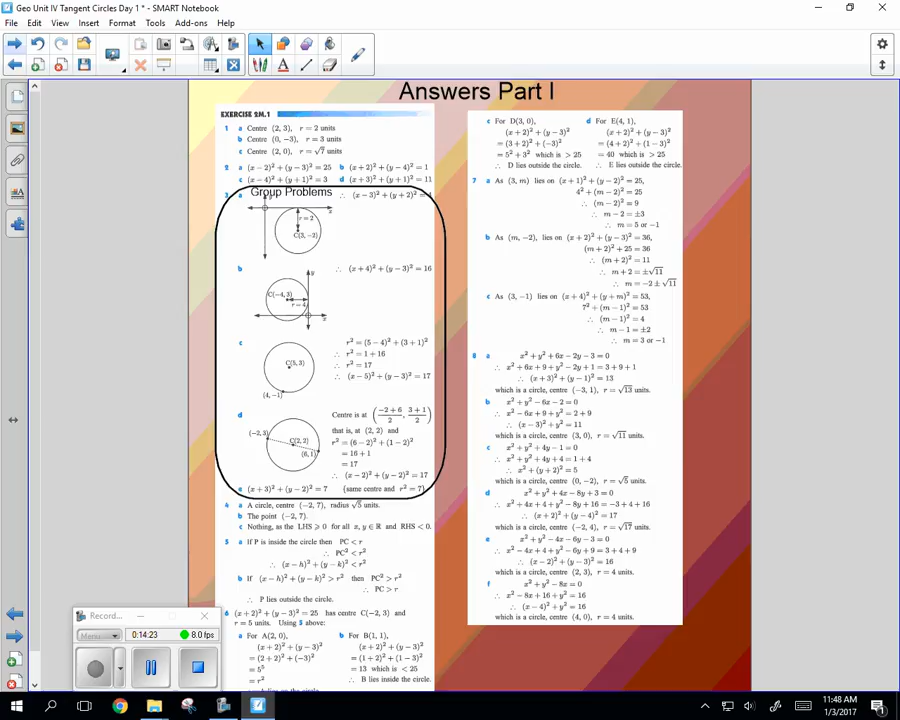 Geo Unit IV Tangent Circles Day 1 * - SMART Notebook
File Edit View Insert Format Tools Add-ons Help
Answers Part I
EXERCISE 2M.1
1 a Centre (2, 3), r = 2 units
b Centre (0, −3), r = 3 units
c Centre (2, 0), r = √7 units
2 a (x − 2)² + (y − 3)² = 25 b (x + 2)² + (y − 4)² = 1
c (x − 4)² + (y + 1)² = 3 d (x + 3)² + (y + 1)² = 11
Group Problems
3 a y ∴ (x − 3)² + (y + 2)² = 4
x
r = 2
C(3, −2)
b ∴ (x + 4)² + (y − 3)² = 16
y
C(−4, 3)
r = 4
x
c r² = (5 − 4)² + (3 + 1)²
∴ r² = 1 + 16
C(5, 3) ∴ r² = 17
∴ (x − 5)² + (y − 3)² = 17
(4, −1)
d Centre is at (−2 + 6 / 2, 3 + 1 / 2)
(−2, 3) that is, at (2, 2) and
C(2, 2) r² = (6 − 2)² + (1 − 2)²
(6, 1) = 16 + 1
= 17
∴ (x − 2)² + (y − 2)² = 17
e (x + 3)² + (y − 2)² = 7 (same centre and r² = 7)
4 a A circle, centre (−2, 7), radius √5 units.
b The point (−2, 7).
c Nothing, as the LHS ⩾ 0 for all x, y ∈ ℝ and RHS < 0.
5 a If P is inside the circle then PC < r
∴ PC² < r²
∴ (x − h)² + (y − k)² < r²
b If (x − h)² + (y − k)² > r² then PC² > r²
∴ PC > r
∴ P lies outside the circle.
6 (x + 2)² + (y − 3)² = 25 has centre C(−2, 3) and
r = 5 units. Using 5 above:
a For A(2, 0), b For B(1, 1),
(x + 2)² + (y − 3)² (x + 2)² + (y − 3)²
= (2 + 2)² + (−3)² = (1 + 2)² + (1 − 3)²
= 5⁵ = 13 which is < 25
= r² ∴ B lies inside the circle.
∴ A lies on the circle.
c For D(3, 0), d For E(4, 1),
(x + 2)² + (y − 3)² (x + 2)² + (y − 3)²
= (3 + 2)² + (−3)² = (4 + 2)² + (1 − 3)²
= 5² + 3² which is > 25 = 40 which is > 25
∴ D lies outside the circle. ∴ E lies outside the circle.
7 a As (3, m) lies on (x + 1)² + (y − 2)² = 25,
4² + (m − 2)² = 25
∴ (m − 2)² = 9
∴ m − 2 = ±3
∴ m = 5 or −1
b As (m, −2), lies on (x + 2)² + (y − 3)² = 36,
(m + 2)² + 25 = 36
∴ (m + 2)² = 11
∴ m + 2 = ±√11
∴ m = −2 ± √11
c As (3, −1) lies on (x + 4)² + (y + m)² = 53,
7² + (m − 1)² = 53
∴ (m − 1)² = 4
∴ m − 1 = ±2
∴ m = 3 or −1
8 a x² + y² + 6x − 2y − 3 = 0
∴ x² + 6x + 9 + y² − 2y + 1 = 3 + 9 + 1
∴ (x + 3)² + (y − 1)² = 13
which is a circle, centre (−3, 1), r = √13 units.
b x² + y² − 6x − 2 = 0
∴ x² − 6x + 9 + y² = 2 + 9
∴ (x − 3)² + y² = 11
which is a circle, centre (3, 0), r = √11 units.
c x² + y² + 4y − 1 = 0
∴ x² + y² + 4y + 4 = 1 + 4
∴ x² + (y + 2)² = 5
which is a circle, centre (0, −2), r = √5 units.
d x² + y² + 4x − 8y + 3 = 0
∴ x² + 4x + 4 + y² − 8y + 16 = −3 + 4 + 16
∴ (x + 2)² + (y − 4)² = 17
which is a circle, centre (−2, 4), r = √17 units.
e x² + y² − 4x − 6y − 3 = 0
∴ x² − 4x + 4 + y² − 6y + 9 = 3 + 4 + 9
∴ (x − 2)² + (y − 3)² = 16
which is a circle, centre (2, 3), r = 4 units.
f x² + y² − 8x = 0
∴ x² − 8x + 16 + y² = 16
∴ (x − 4)² + y² = 16
which is a circle, centre (4, 0), r = 4 units.
Record...
Menu 0:14:23 8.0 fps
11:48 AM
1/3/2017